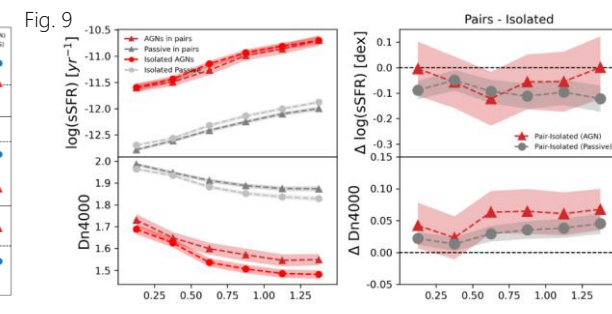 Fig. 9
Pairs - Isolated
log(sSFR) [yr⁻¹]
-10.5
-11.0
-11.5
-12.0
-12.5
AGNs in pairs
Passive in pairs
Isolated AGNs
Isolated Passive
Δ log(sSFR) [dex]
0.1
0.0
-0.1
-0.2
-0.3
Pair-Isolated (AGN)
Pair-Isolated (Passive)
Dn4000
2.0
1.9
1.8
1.7
1.6
1.5
Δ Dn4000
0.15
0.10
0.05
0.00
-0.05
0.25 0.50 0.75 1.00 1.25
0.25 0.50 0.75 1.00 1.25